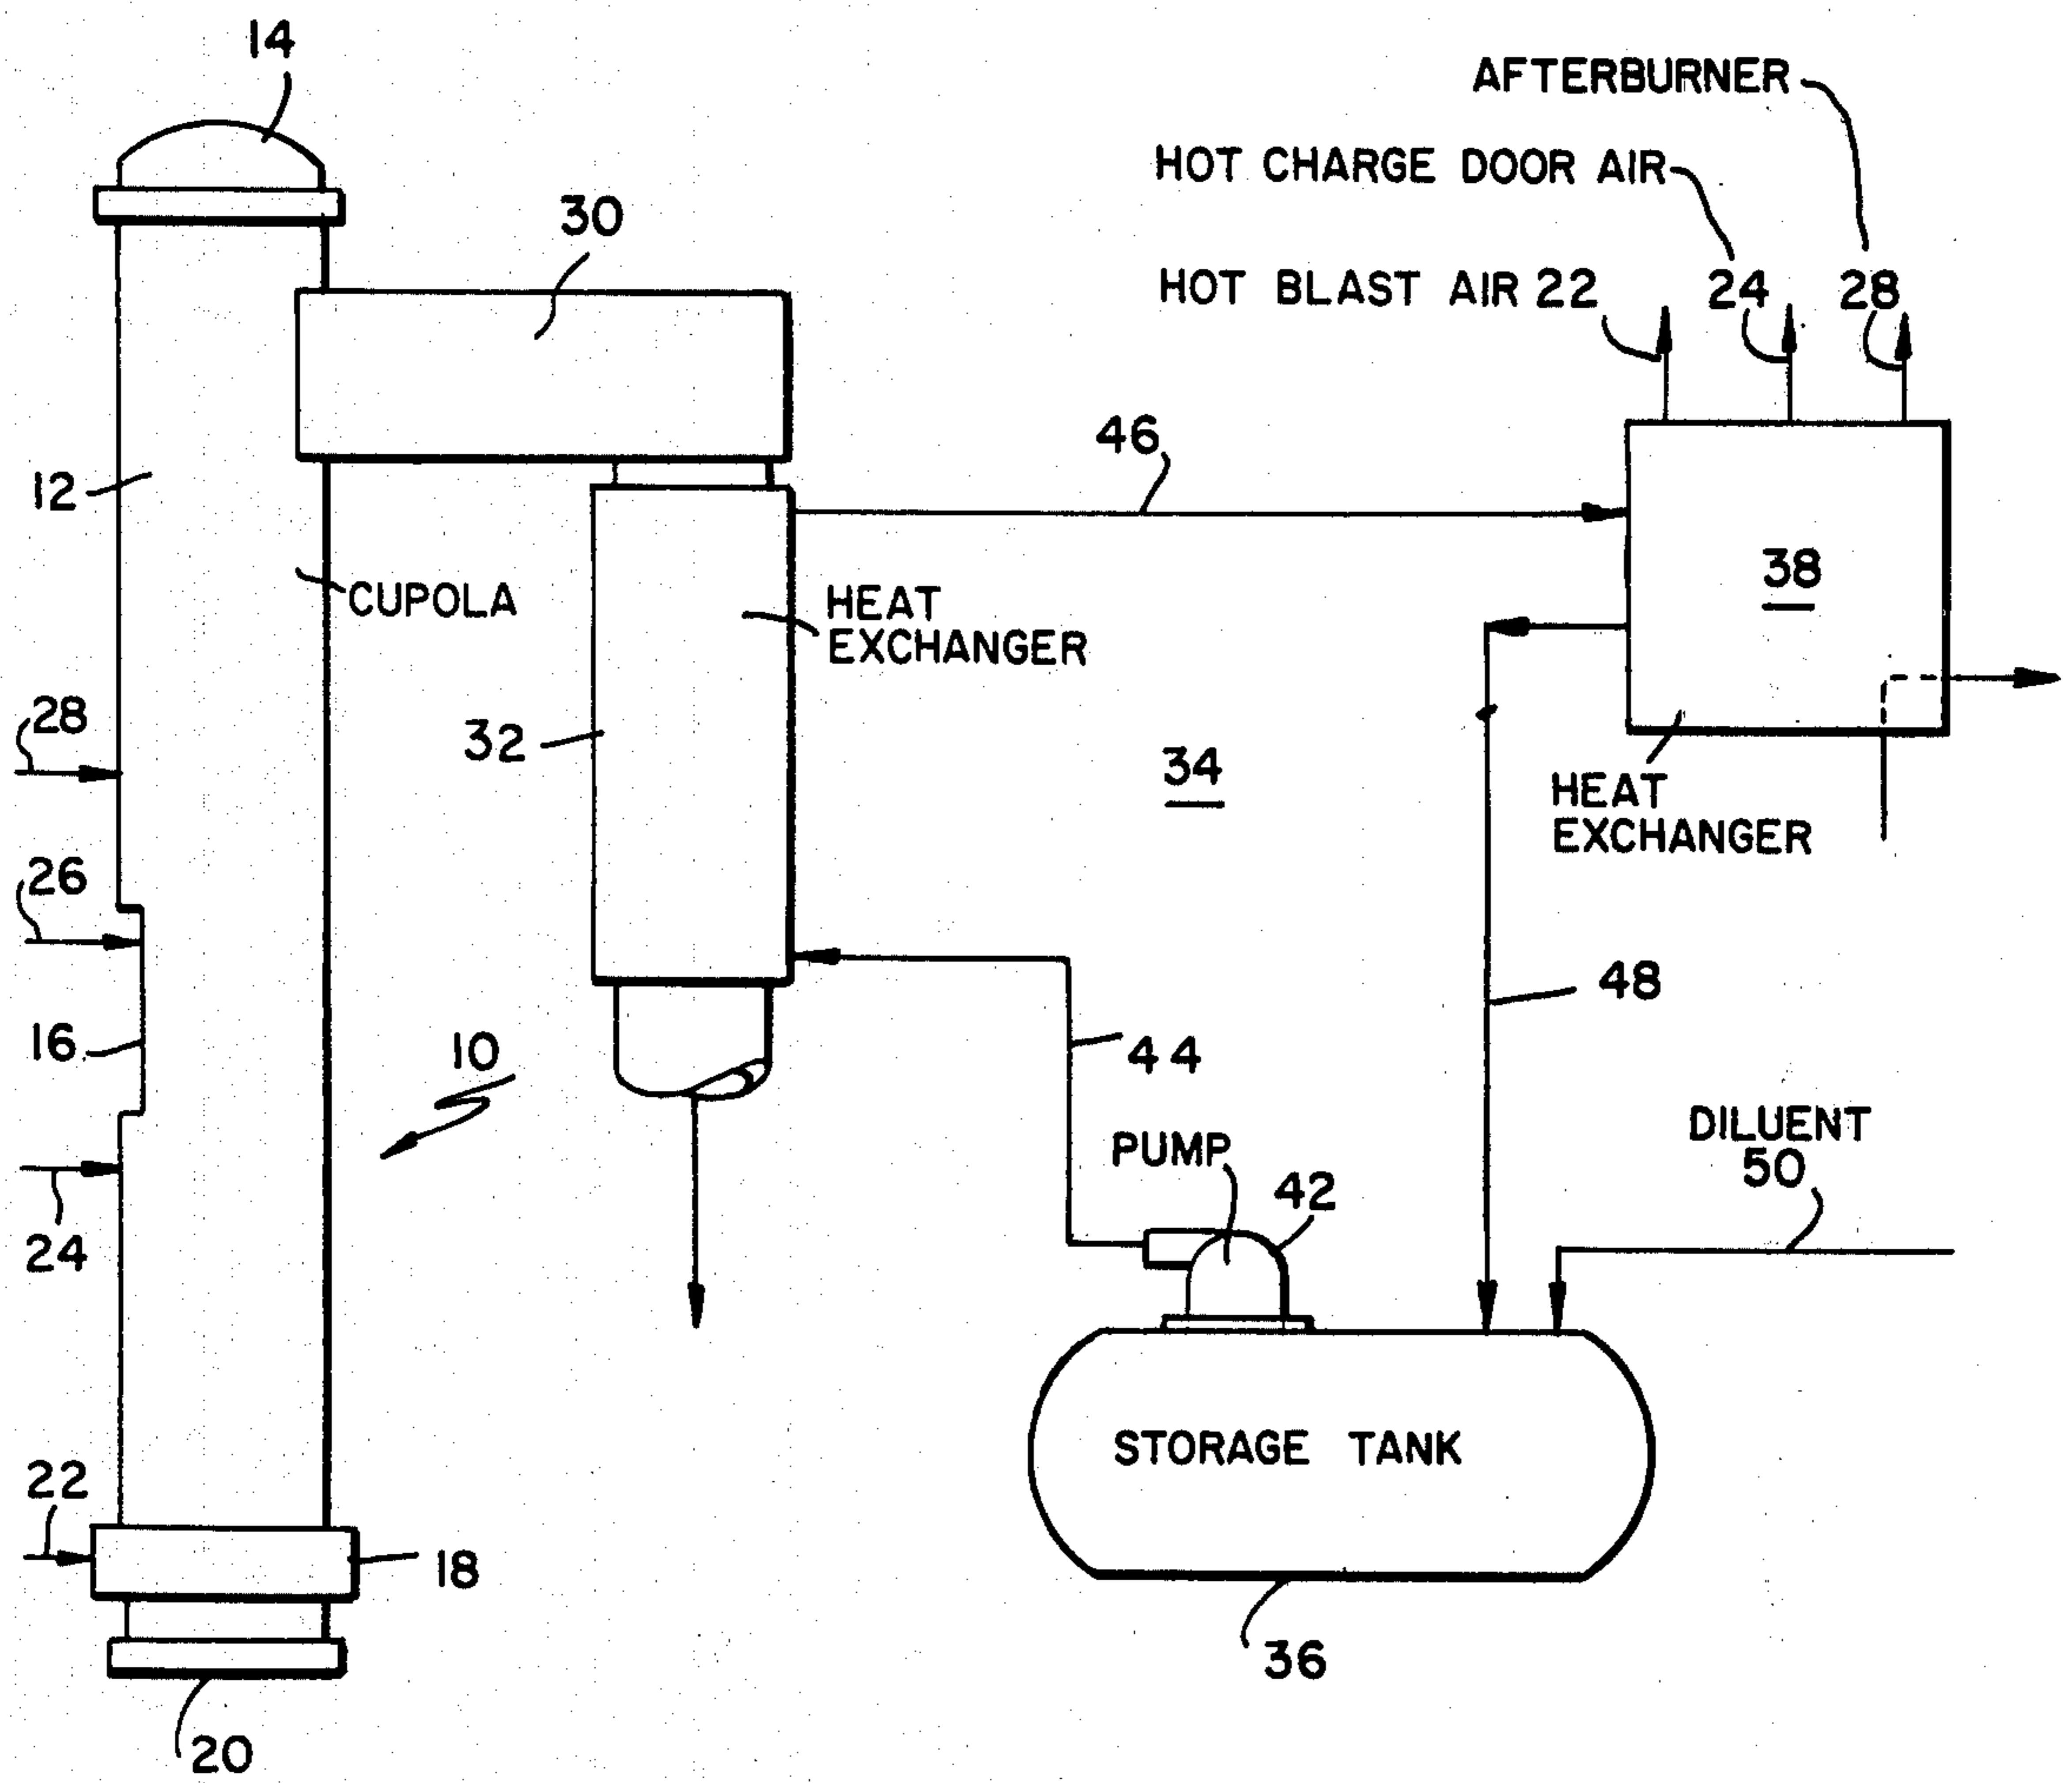 14
AFTERBURNER
HOT CHARGE DOOR AIR
30
HOT BLAST AIR 22
24
28
46
12
38
CUPOLA
HEAT
EXCHANGER
28
32
34
HEAT
EXCHANGER
26
48
16
10
44
DILUENT
50
PUMP
42
24
STORAGE TANK
22
18
36
20